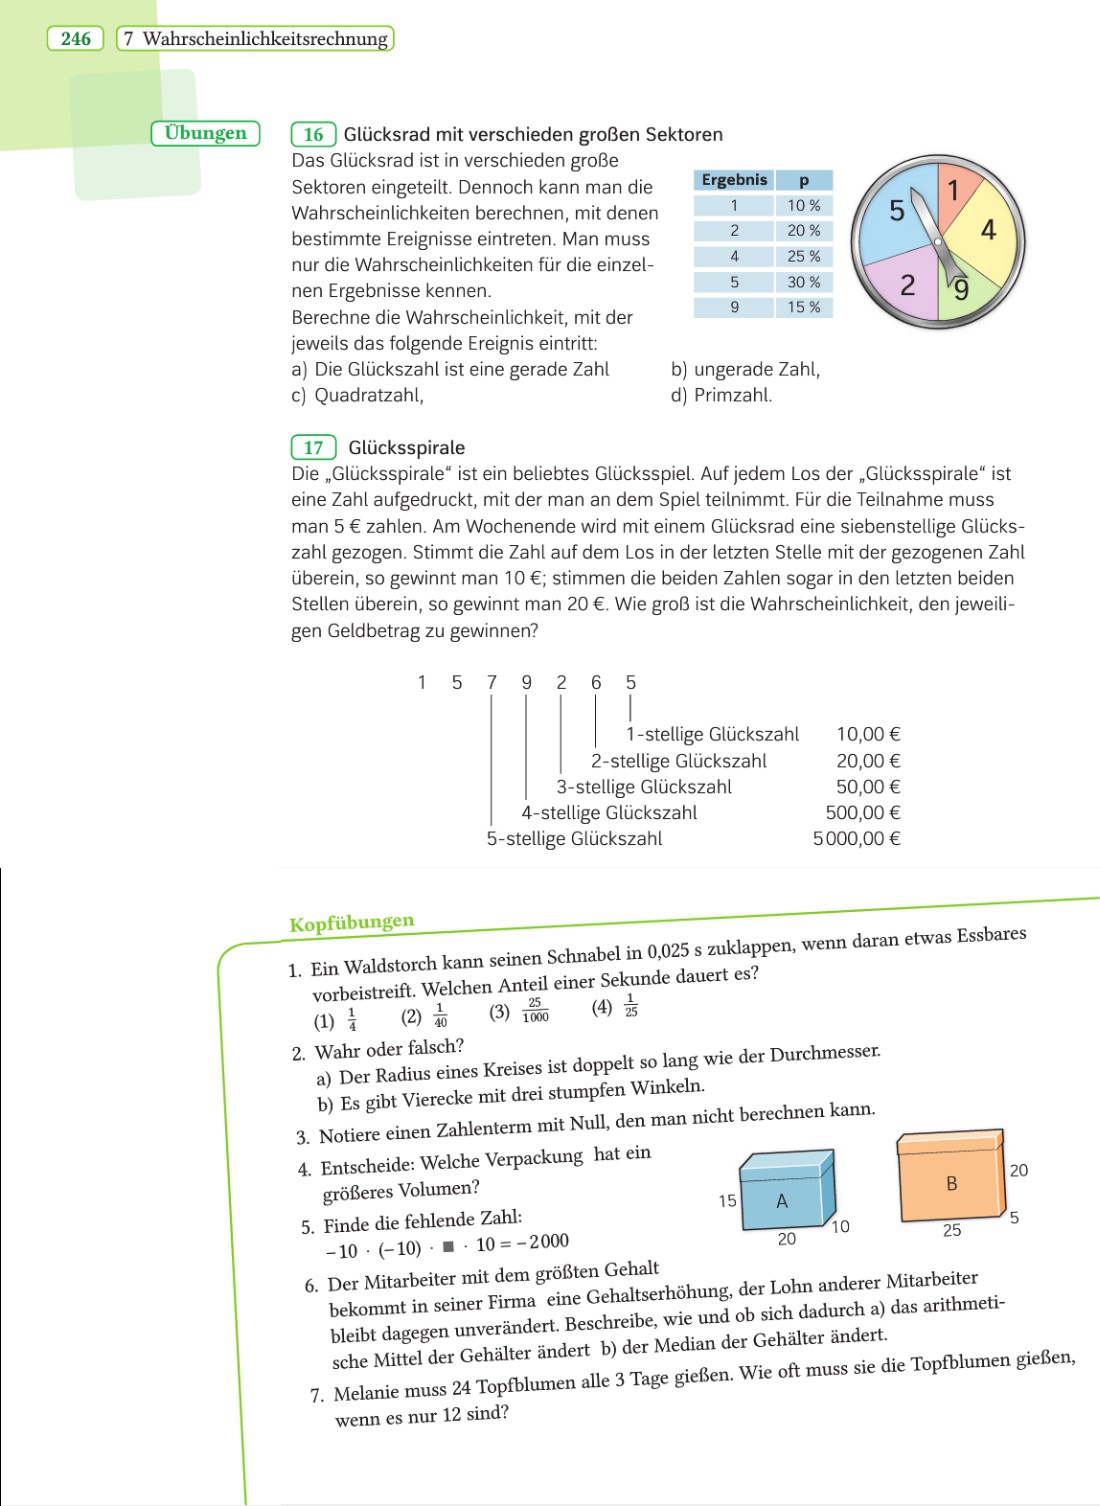 246 7 Wahrscheinlichkeitsrechnung
Übungen
16 Glücksrad mit verschieden großen Sektoren
Das Glücksrad ist in verschieden große
Sektoren eingeteilt. Dennoch kann man die
Wahrscheinlichkeiten berechnen, mit denen
bestimmte Ereignisse eintreten. Man muss
nur die Wahrscheinlichkeiten für die einzel-
nen Ergebnisse kennen.
Berechne die Wahrscheinlichkeit, mit der
jeweils das folgende Ereignis eintritt:
Ergebnis p
1 10 %
2 20 %
4 25 %
5 30 %
9 15 %
1
4
9
2
5
a) Die Glückszahl ist eine gerade Zahl b) ungerade Zahl,
c) Quadratzahl, d) Primzahl.
17 Glücksspirale
Die „Glücksspirale“ ist ein beliebtes Glücksspiel. Auf jedem Los der „Glücksspirale“ ist
eine Zahl aufgedruckt, mit der man an dem Spiel teilnimmt. Für die Teilnahme muss
man 5 € zahlen. Am Wochenende wird mit einem Glücksrad eine siebenstellige Glücks-
zahl gezogen. Stimmt die Zahl auf dem Los in der letzten Stelle mit der gezogenen Zahl
überein, so gewinnt man 10 €; stimmen die beiden Zahlen sogar in den letzten beiden
Stellen überein, so gewinnt man 20 €. Wie groß ist die Wahrscheinlichkeit, den jeweili-
gen Geldbetrag zu gewinnen?
1 5 7 9 2 6 5
1-stellige Glückszahl 10,00 €
2-stellige Glückszahl 20,00 €
3-stellige Glückszahl 50,00 €
4-stellige Glückszahl 500,00 €
5-stellige Glückszahl 5 000,00 €
Kopfübungen
1. Ein Waldstorch kann seinen Schnabel in 0,025 s zuklappen, wenn daran etwas Essbares
vorbeistreift. Welchen Anteil einer Sekunde dauert es?
(1) 1/4 (2) 1/40 (3) 25/1000 (4) 1/25
2. Wahr oder falsch?
a) Der Radius eines Kreises ist doppelt so lang wie der Durchmesser.
b) Es gibt Vierecke mit drei stumpfen Winkeln.
3. Notiere einen Zahlenterm mit Null, den man nicht berechnen kann.
4. Entscheide: Welche Verpackung hat ein
größeres Volumen?
15 A 20 10
B 20 25 5
5. Finde die fehlende Zahl:
−10 · (−10) · ■ · 10 = −2 000
6. Der Mitarbeiter mit dem größten Gehalt
bekommt in seiner Firma eine Gehaltserhöhung, der Lohn anderer Mitarbeiter
bleibt dagegen unverändert. Beschreibe, wie und ob sich dadurch a) das arithmeti-
sche Mittel der Gehälter ändert b) der Median der Gehälter ändert.
7. Melanie muss 24 Topfblumen alle 3 Tage gießen. Wie oft muss sie die Topfblumen gießen,
wenn es nur 12 sind?